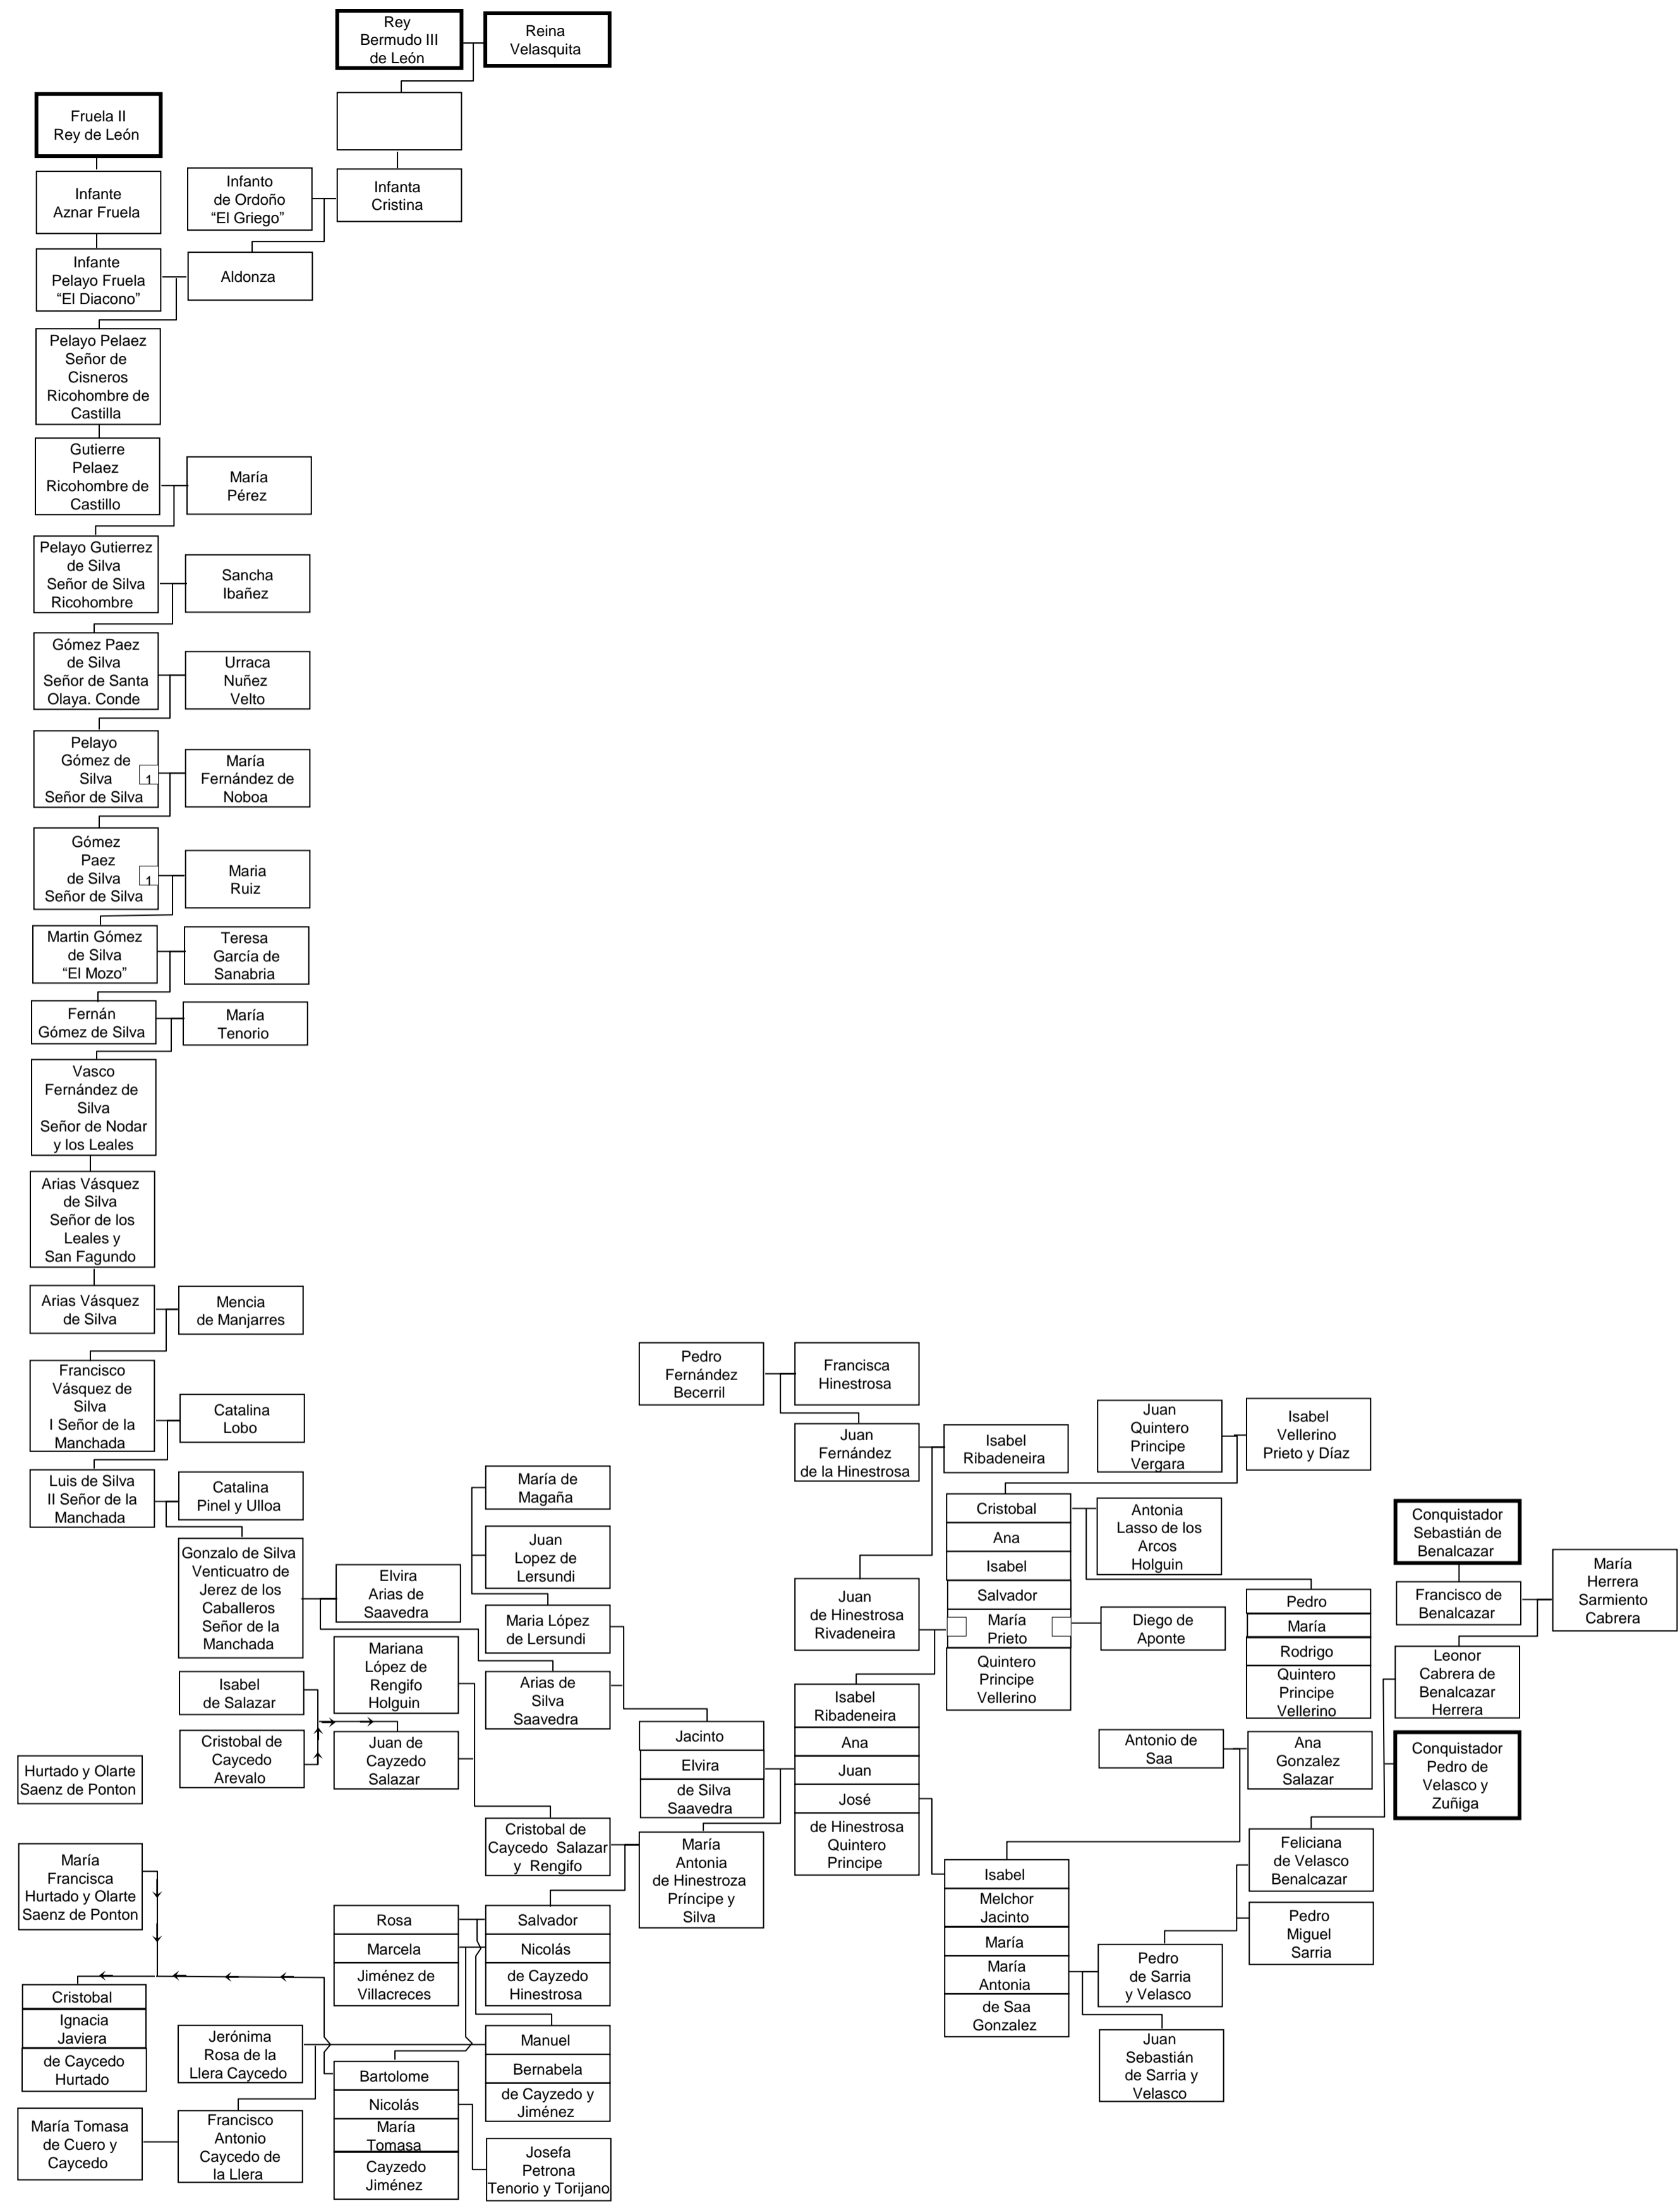 Rey
Bermudo III
de León
Reina
Velasquita
Fruela II
Rey de León
Infante
Aznar Fruela
Infanto
de Ordoño
“El Griego”
Infanta
Cristina
Infante
Pelayo Fruela
“El Diacono”
Aldonza
Pelayo Pelaez
Señor de
Cisneros
Ricohombre de
Castilla
Gutierre
Pelaez
Ricohombre de
Castillo
María
Pérez
Pelayo Gutierrez
de Silva
Señor de Silva
Ricohombre
Sancha
Ibañez
Gómez Paez
de Silva
Señor de Santa
Olaya. Conde
Urraca
Nuñez
Velto
Pelayo
Gómez de
Silva
Señor de Silva
1
María
Fernández de
Noboa
Gómez
Paez
de Silva
Señor de Silva
1
Maria
Ruiz
Martin Gómez
de Silva
“El Mozo”
Teresa
García de
Sanabria
Fernán
Gómez de Silva
María
Tenorio
Vasco
Fernández de
Silva
Señor de Nodar
y los Leales
Arias Vásquez
de Silva
Señor de los
Leales y
San Fagundo
Arias Vásquez
de Silva
Mencia
de Manjarres
Francisco
Vásquez de
Silva
I Señor de la
Manchada
Catalina
Lobo
Luis de Silva
II Señor de la
Manchada
Catalina
Pinel y Ulloa
Gonzalo de Silva
Venticuatro de
Jerez de los
Caballeros
Señor de la
Manchada
Elvira
Arias de
Saavedra
María de
Magaña
Juan
Lopez de
Lersundi
Maria López
de Lersundi
Arias de
Silva
Saavedra
Mariana
López de
Rengifo
Holguin
Isabel
de Salazar
Cristobal de
Caycedo
Arevalo
Juan de
Cayzedo
Salazar
Pedro
Fernández
Becerril
Francisca
Hinestrosa
Juan
Fernández
de la Hinestrosa
Isabel
Ribadeneira
Juan
Quintero
Principe
Vergara
Isabel
Vellerino
Prieto y Díaz
Cristobal
Ana
Isabel
Salvador
María
Prieto
Quintero
Principe
Vellerino
Antonia
Lasso de los
Arcos
Holguin
Juan
de Hinestrosa
Rivadeneira
Diego de
Aponte
Pedro
María
Rodrigo
Quintero
Principe
Vellerino
Conquistador
Sebastián de
Benalcazar
Francisco de
Benalcazar
María
Herrera
Sarmiento
Cabrera
Leonor
Cabrera de
Benalcazar
Herrera
Conquistador
Pedro de
Velasco y
Zuñiga
Jacinto
Elvira
de Silva
Saavedra
Isabel
Ribadeneira
Ana
Juan
José
de Hinestrosa
Quintero
Principe
Antonio de
Saa
Ana
Gonzalez
Salazar
Hurtado y Olarte
Saenz de Ponton
Cristobal de
Caycedo Salazar
y Rengifo
María
Antonia
de Hinestroza
Príncipe y
Silva
Feliciana
de Velasco
Benalcazar
Pedro
Miguel
Sarria
Isabel
Melchor
Jacinto
María
María
Antonia
de Saa
Gonzalez
Pedro
de Sarria
y Velasco
Juan
Sebastián
de Sarria y
Velasco
María
Francisca
Hurtado y Olarte
Saenz de Ponton
Rosa
Marcela
Jiménez de
Villacreces
Salvador
Nicolás
de Cayzedo
Hinestrosa
Cristobal
Ignacia
Javiera
de Caycedo
Hurtado
Jerónima
Rosa de la
Llera Caycedo
Manuel
Bernabela
de Cayzedo y
Jiménez
Bartolome
Nicolás
María
Tomasa
Cayzedo
Jiménez
María Tomasa
de Cuero y
Caycedo
Francisco
Antonio
Caycedo de
la Llera
Josefa
Petrona
Tenorio y Torijano